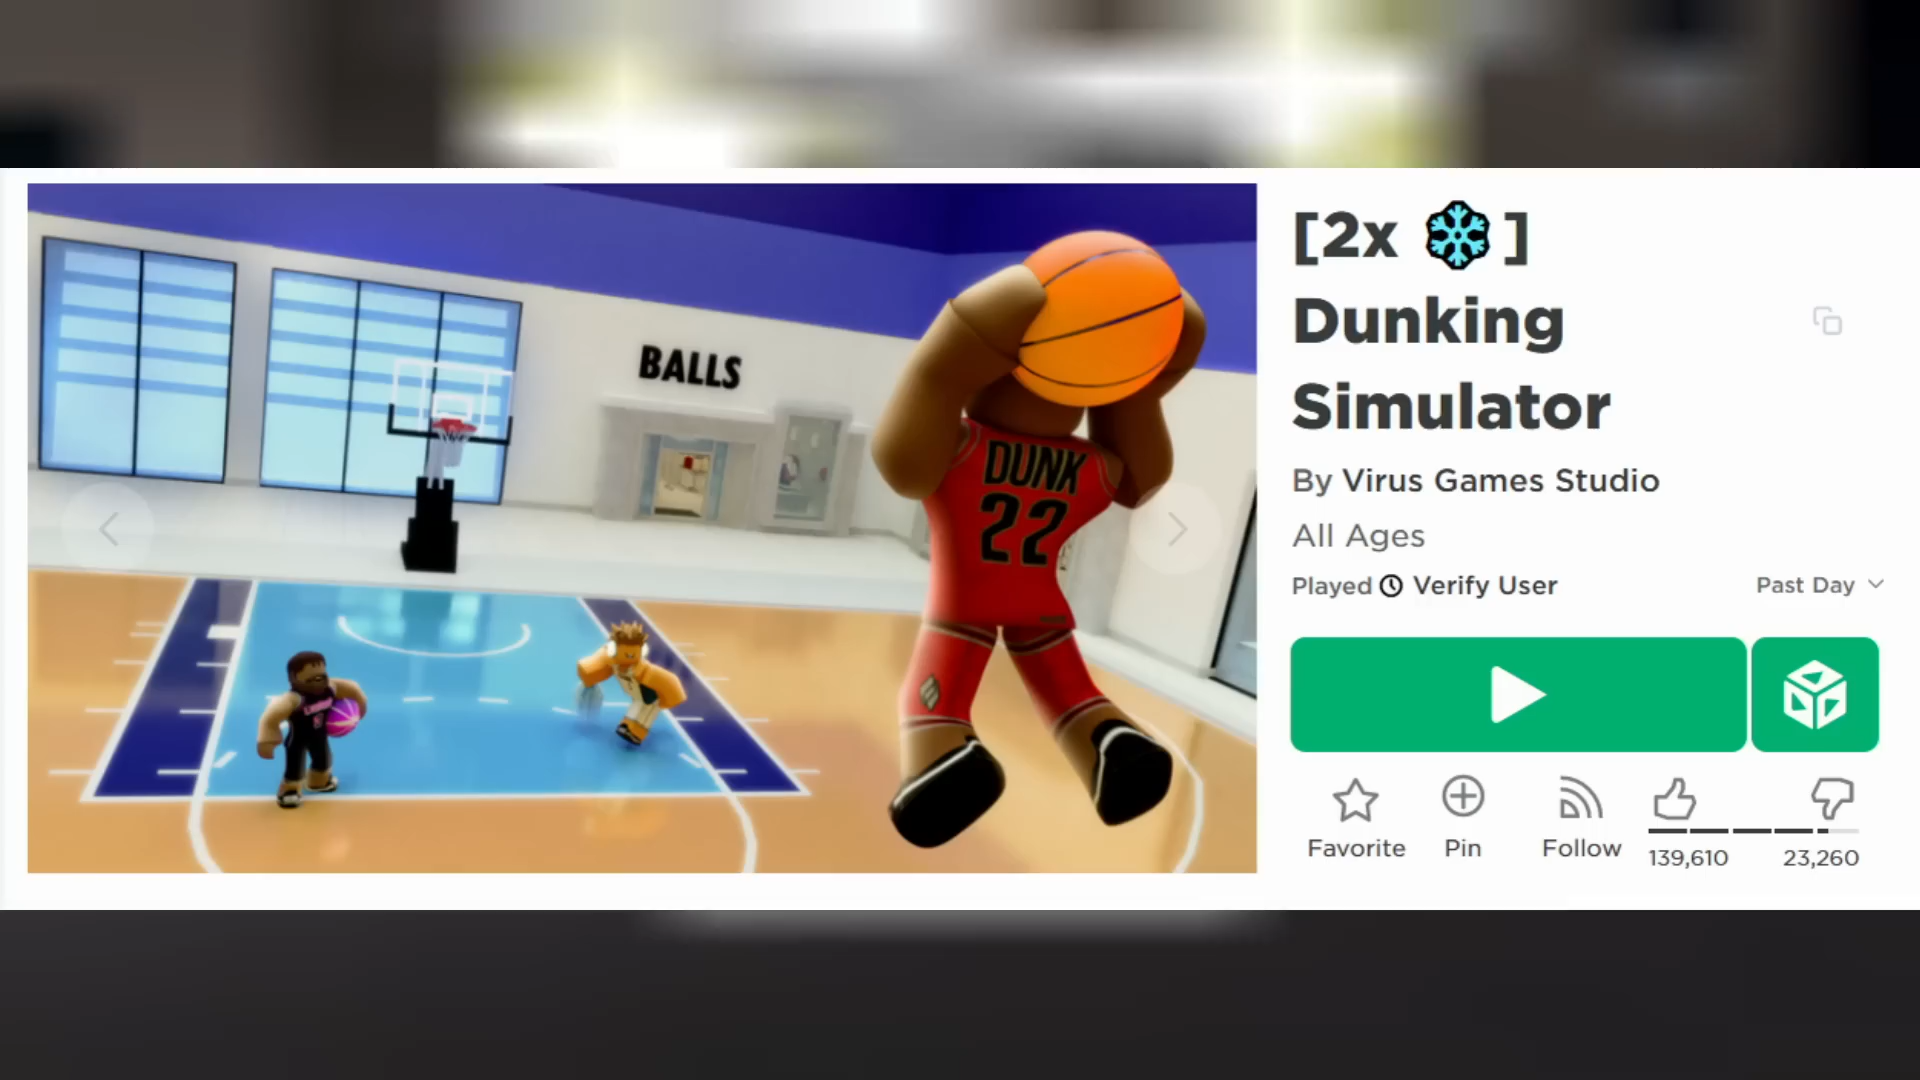 BALLS
DUNK
22
[2x ❄️ ]
Dunking
Simulator
By Virus Games Studio
All Ages
Played Verify User
Past Day
Favorite
Pin
Follow
139,610
23,260